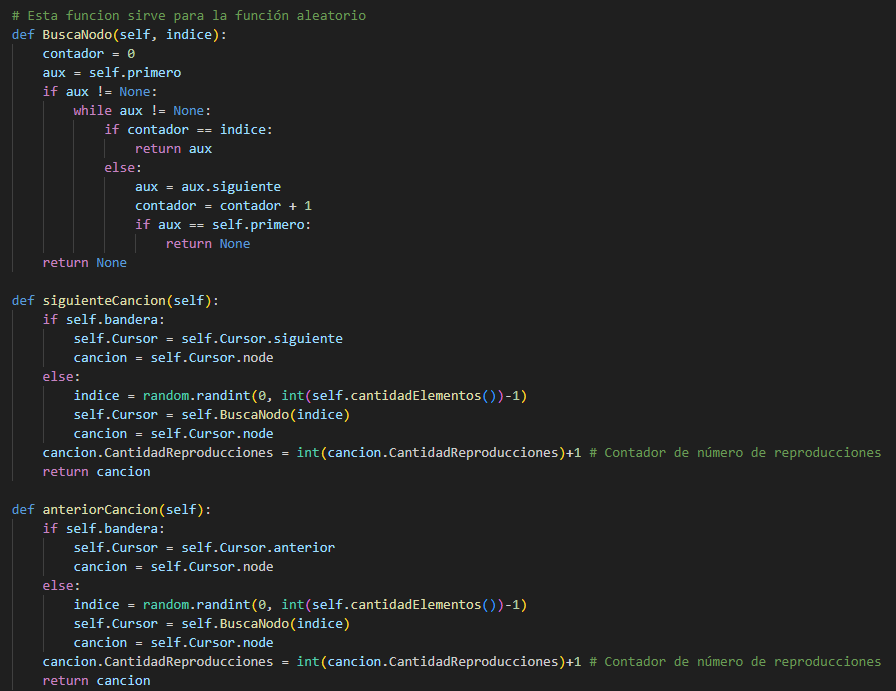 # Esta funcion sirve para la función aleatorio
def BuscaNodo(self, indice):
    contador = 0
    aux = self.primero
    if aux != None:
        while aux != None:
            if contador == indice:
                return aux
            else:
                aux = aux.siguiente
                contador = contador + 1
                if aux == self.primero:
                    return None
    return None

def siguienteCancion(self):
    if self.bandera:
        self.Cursor = self.Cursor.siguiente
        cancion = self.Cursor.node
    else:
        indice = random.randint(0, int(self.cantidadElementos())-1)
        self.Cursor = self.BuscaNodo(indice)
        cancion = self.Cursor.node
    cancion.CantidadReproducciones = int(cancion.CantidadReproducciones)+1 # Contador de número de reproducciones
    return cancion

def anteriorCancion(self):
    if self.bandera:
        self.Cursor = self.Cursor.anterior
        cancion = self.Cursor.node
    else:
        indice = random.randint(0, int(self.cantidadElementos())-1)
        self.Cursor = self.BuscaNodo(indice)
        cancion = self.Cursor.node
    cancion.CantidadReproducciones = int(cancion.CantidadReproducciones)+1 # Contador de número de reproducciones
    return cancion